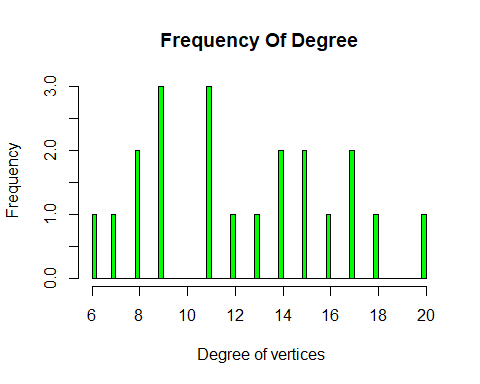 Frequency Of Degree
Frequency
3.0
2.0
1.0
0.0
6 8 10 12 14 16 18 20
Degree of vertices